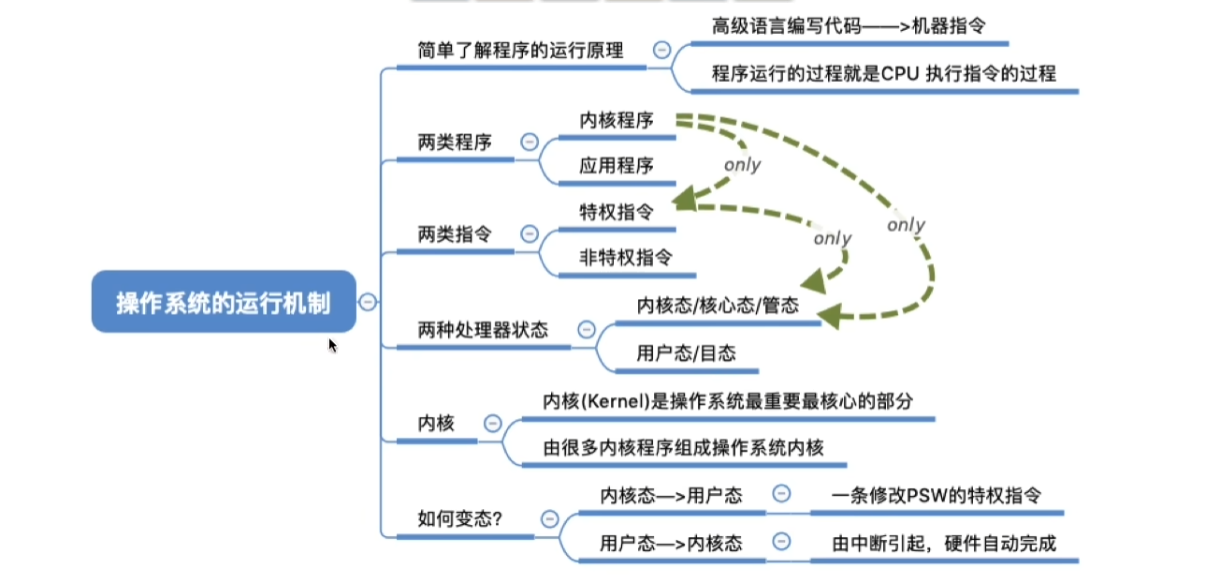 操作系统的运行机制
简单了解程序的运行原理
高级语言编写代码——>机器指令
程序运行的过程就是CPU 执行指令的过程
两类程序
内核程序
应用程序
only
两类指令
特权指令
非特权指令
only
only
两种处理器状态
内核态/核心态/管态
用户态/目态
内核
内核(Kernel)是操作系统最重要最核心的部分
由很多内核程序组成操作系统内核
如何变态?
内核态—>用户态
一条修改PSW的特权指令
用户态—>内核态
由中断引起，硬件自动完成